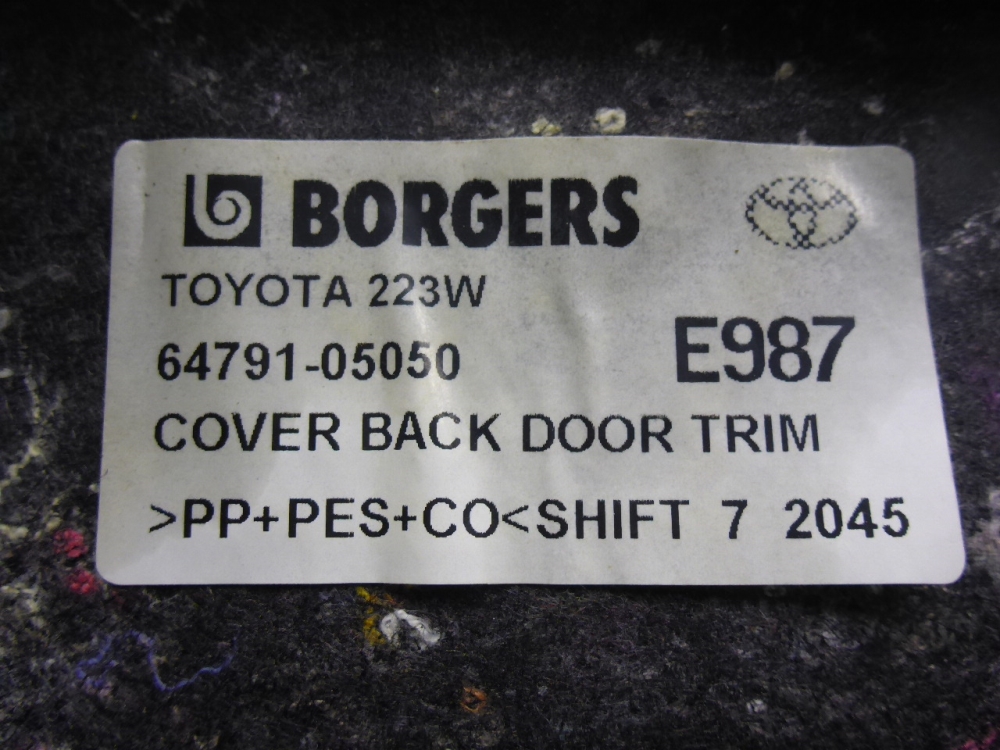 BORGERS
TOYOTA 223W
64791-05050 E987
COVER BACK DOOR TRIM
>PP+PES+CO<SHIFT 7 2045